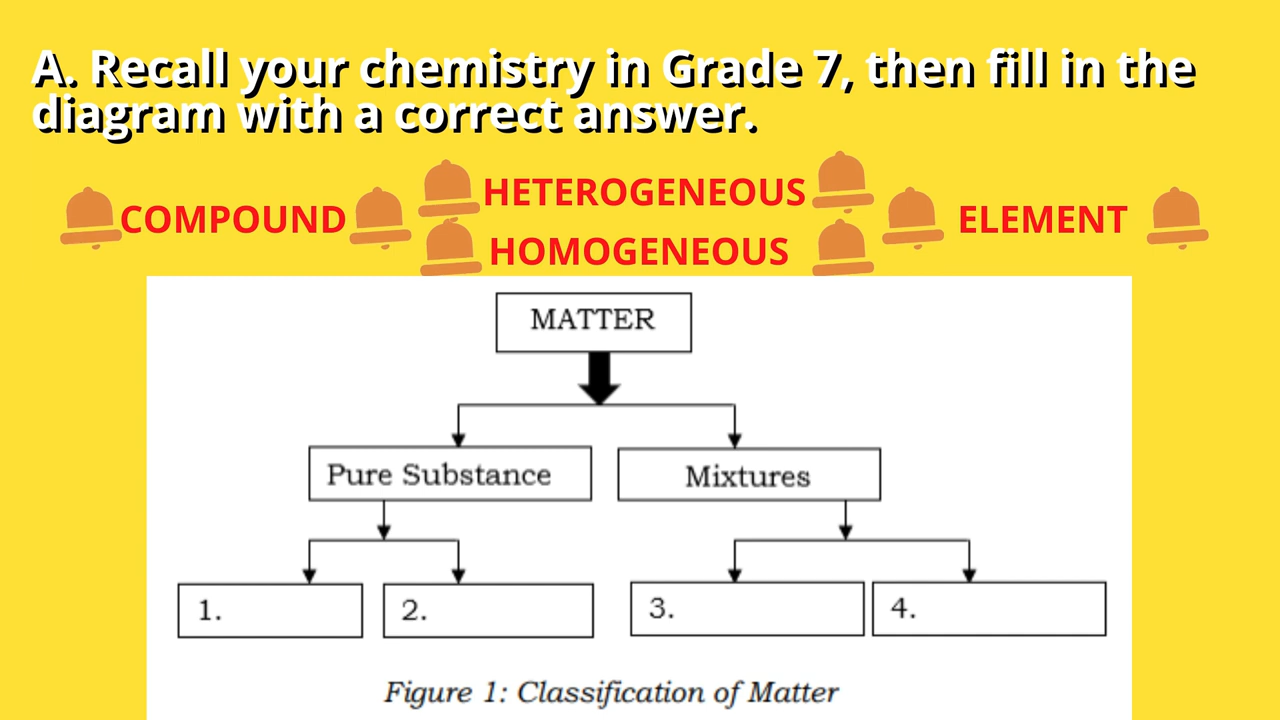 A. Recall your chemistry in Grade 7, then fill in the
diagram with a correct answer.
COMPOUND
HETEROGENEOUS
HOMOGENEOUS
ELEMENT
MATTER
Pure Substance
Mixtures
1.
2.
3.
4.
Figure 1: Classification of Matter